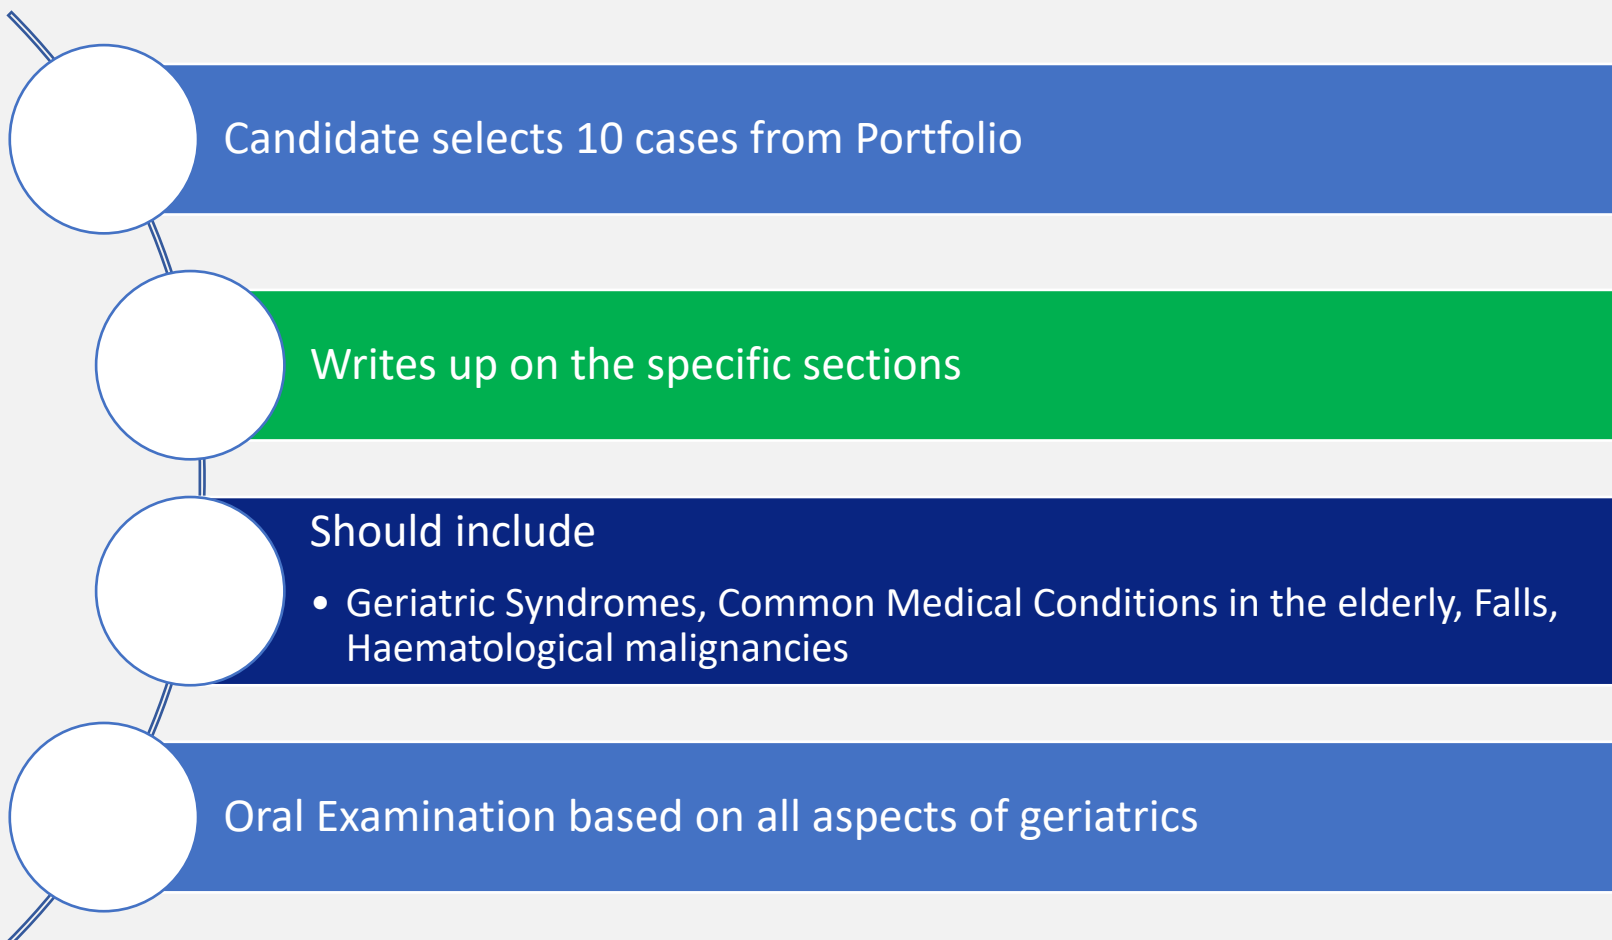 Candidate selects 10 cases from Portfolio
Writes up on the specific sections
Should include
• Geriatric Syndromes, Common Medical Conditions in the elderly, Falls,
Haematological malignancies
Oral Examination based on all aspects of geriatrics